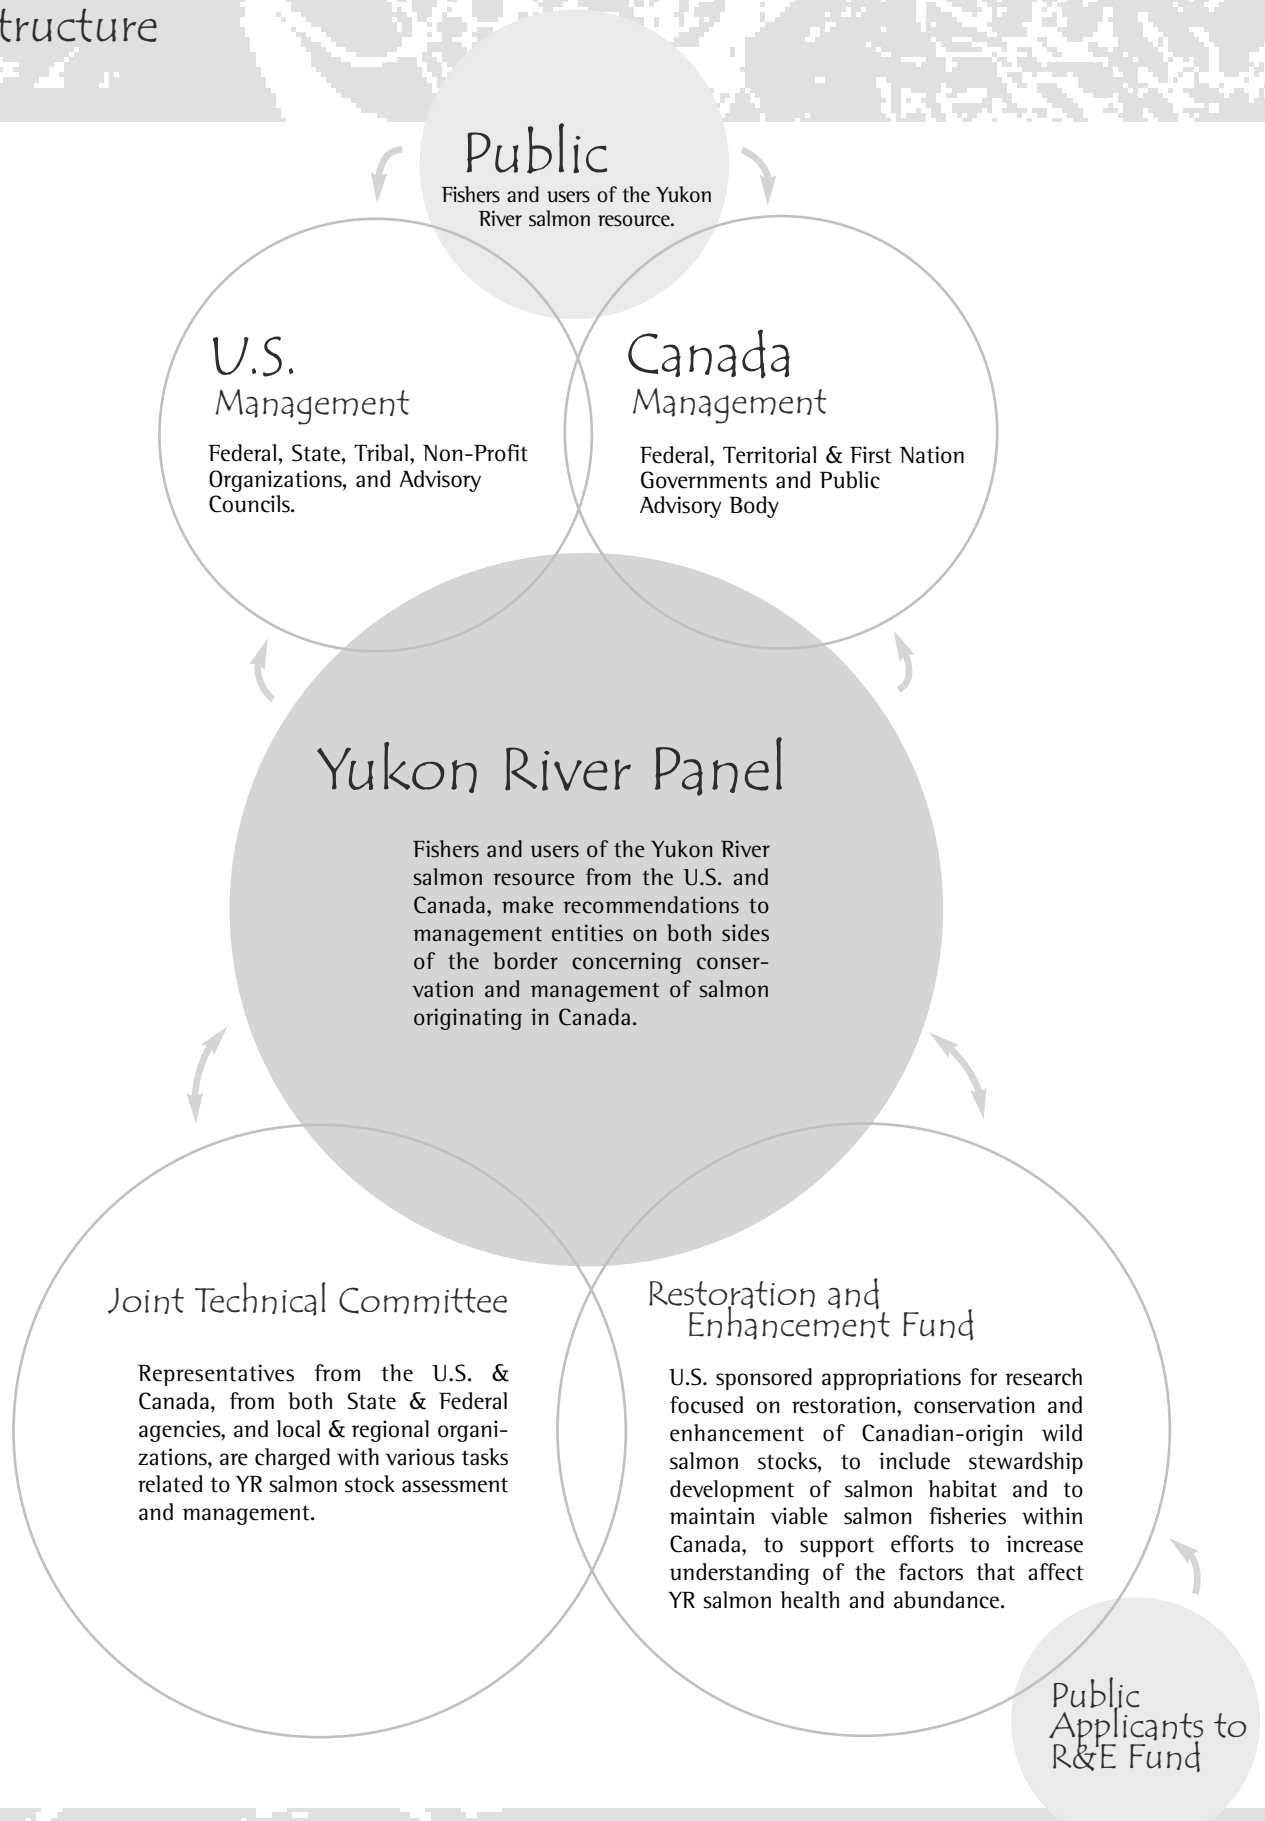 tructure
Public
Fishers and users of the Yukon
River salmon resource.
U.S.
Management
Federal, State, Tribal, Non-Profit
Organizations, and Advisory
Councils.
Canada
Management
Federal, Territorial & First Nation
Governments and Public
Advisory Body
Yukon River Panel
Fishers and users of the Yukon River
salmon resource from the U.S. and
Canada, make recommendations to
management entities on both sides
of the border concerning conser-
vation and management of salmon
originating in Canada.
Joint Technical Committee
Representatives from the U.S. &
Canada, from both State & Federal
agencies, and local & regional organi-
zations, are charged with various tasks
related to YR salmon stock assessment
and management.
Restoration and
Enhancement Fund
U.S. sponsored appropriations for research
focused on restoration, conservation and
enhancement of Canadian-origin wild
salmon stocks, to include stewardship
development of salmon habitat and to
maintain viable salmon fisheries within
Canada, to support efforts to increase
understanding of the factors that affect
YR salmon health and abundance.
Public
Applicants to
R&E Fund